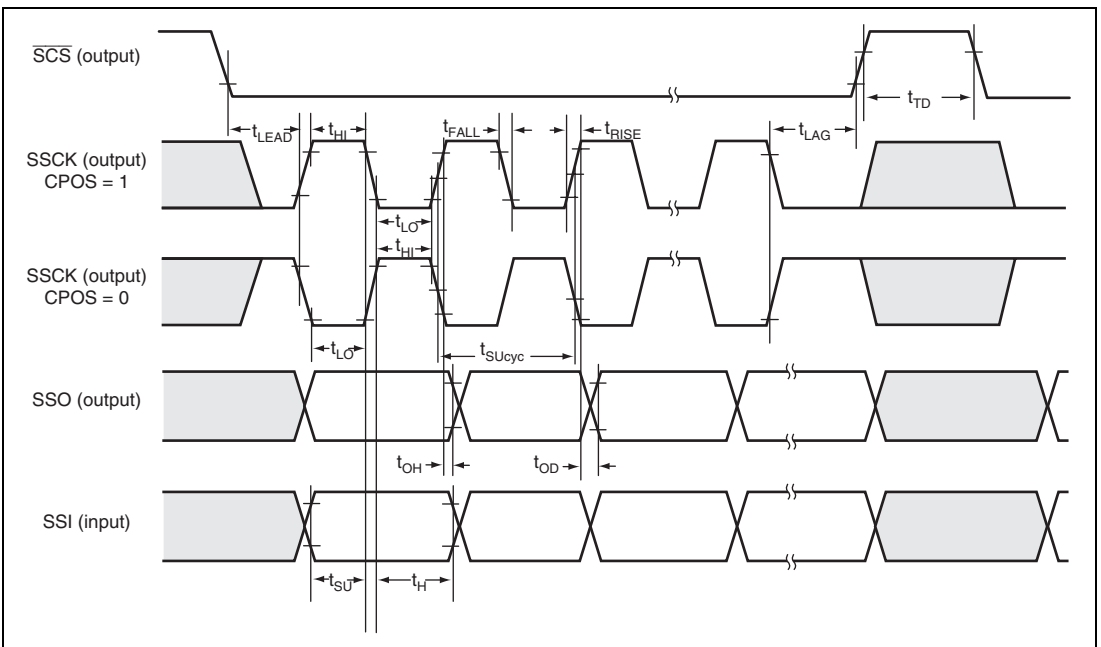 SCS (output)
tTD
tLEAD
tHI
tFALL
tRISE
tLAG
SSCK (output)
CPOS = 1
tLO
tHI
SSCK (output)
CPOS = 0
tLO
tSUcyc
SSO (output)
tOH
tOD
SSI (input)
tSU
tH